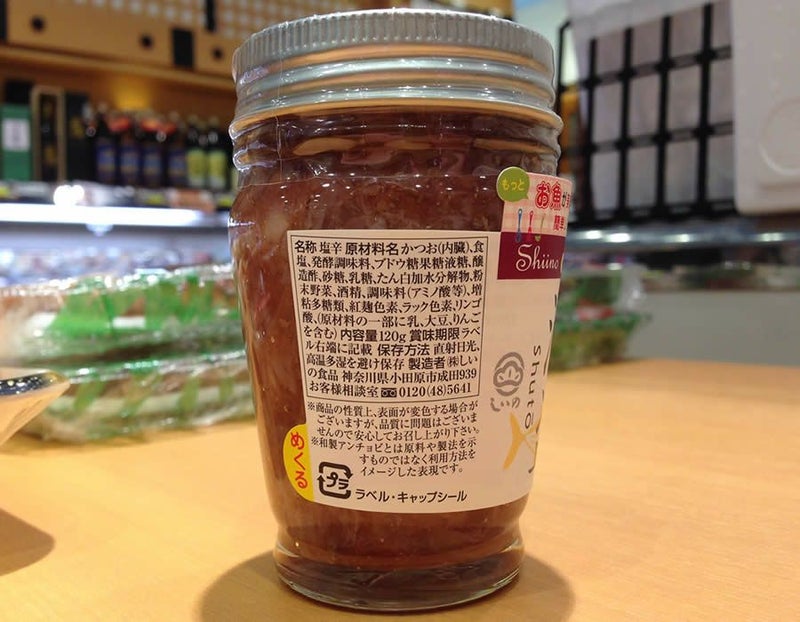 名称 塩辛 原材料名 かつお(内臓)、食
塩、発酵調味料、ブドウ糖果糖液糖、醸
造酢、砂糖、乳糖、たん白加水分解物、粉
末野菜、酒精、調味料(アミノ酸等)、増
粘多糖類、紅麹色素、ラック色素、リンゴ
酸、(原材料の一部に乳、大豆、りんご
を含む) 内容量 120g 賞味期限 ラベ
ル右端に記載 保存方法 直射日光、
高温多湿を避け保存 製造者 ㈱しい
の食品 神奈川県小田原市成田939
お客様相談室 0120(48)5641
※商品の性質上、表面が変色する場合が
ございますが、品質に問題はございま
せんので安心してお召し上がり下さい。
※和製アンチョビとは原料や製法を示
すものではなく利用方法を
イメージした表現です。
めくる
プラ
ラベル・キャップシール
もっと
お魚が
簡単
Shiino
しいの
shuto